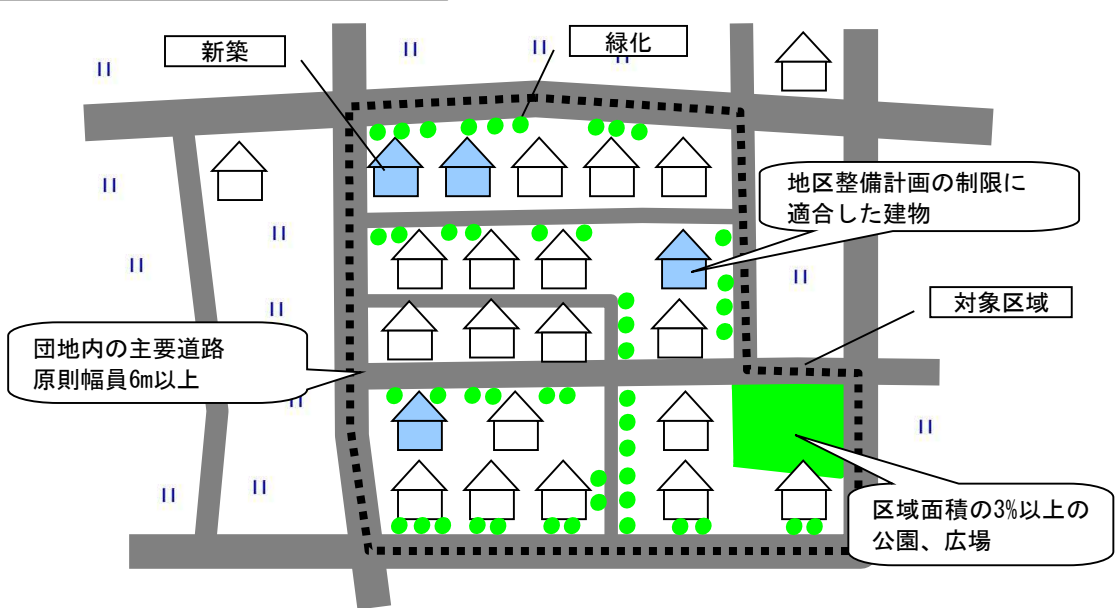 新築
緑化
地区整備計画の制限に
適合した建物
対象区域
団地内の主要道路
原則幅員6m以上
区域面積の3%以上の
公園、広場